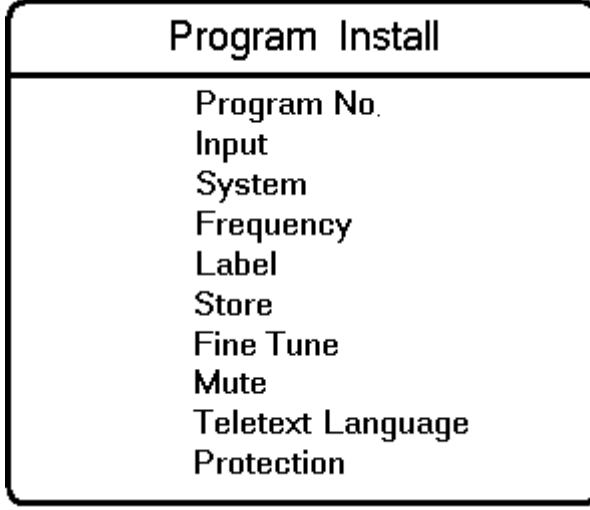 Program Install
Program No.
Input
System
Frequency
Label
Store
Fine Tune
Mute
Teletext Language
Protection